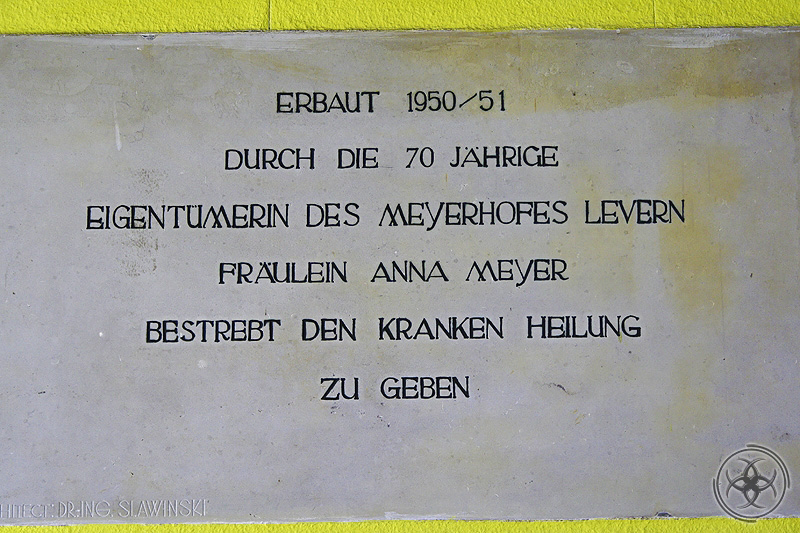 ERBAUT 1950/51
DURCH DIE 70 JÄHRIGE
EIGENTÜMERIN DES MEYERHOFES LEVERN
FRÄULEIN ANNA MEYER
BESTREBT DEN KRANKEN HEILUNG
ZU GEBEN
HITECT: DR.-ING. SLAWINSKI